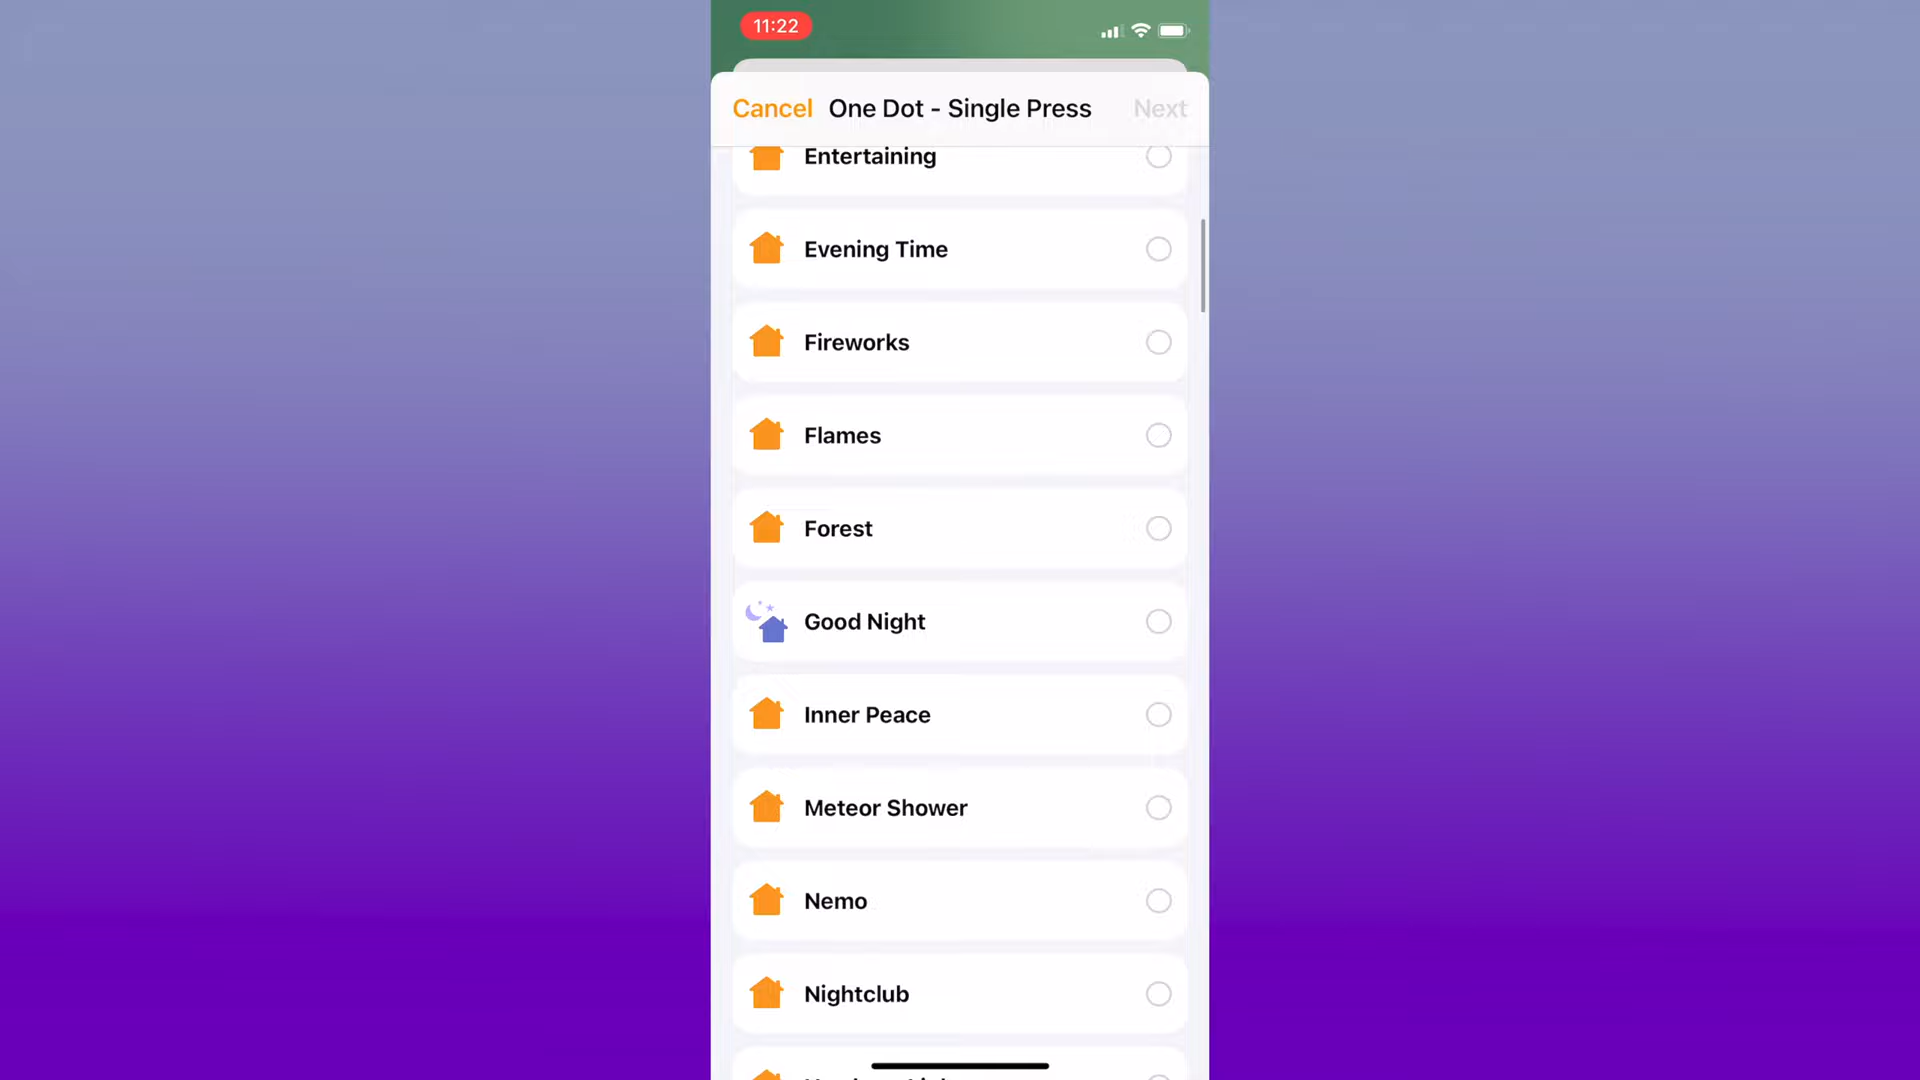 11:22
Cancel One Dot - Single Press Next
Entertaining
Evening Time
Fireworks
Flames
Forest
Good Night
Inner Peace
Meteor Shower
Nemo
Nightclub